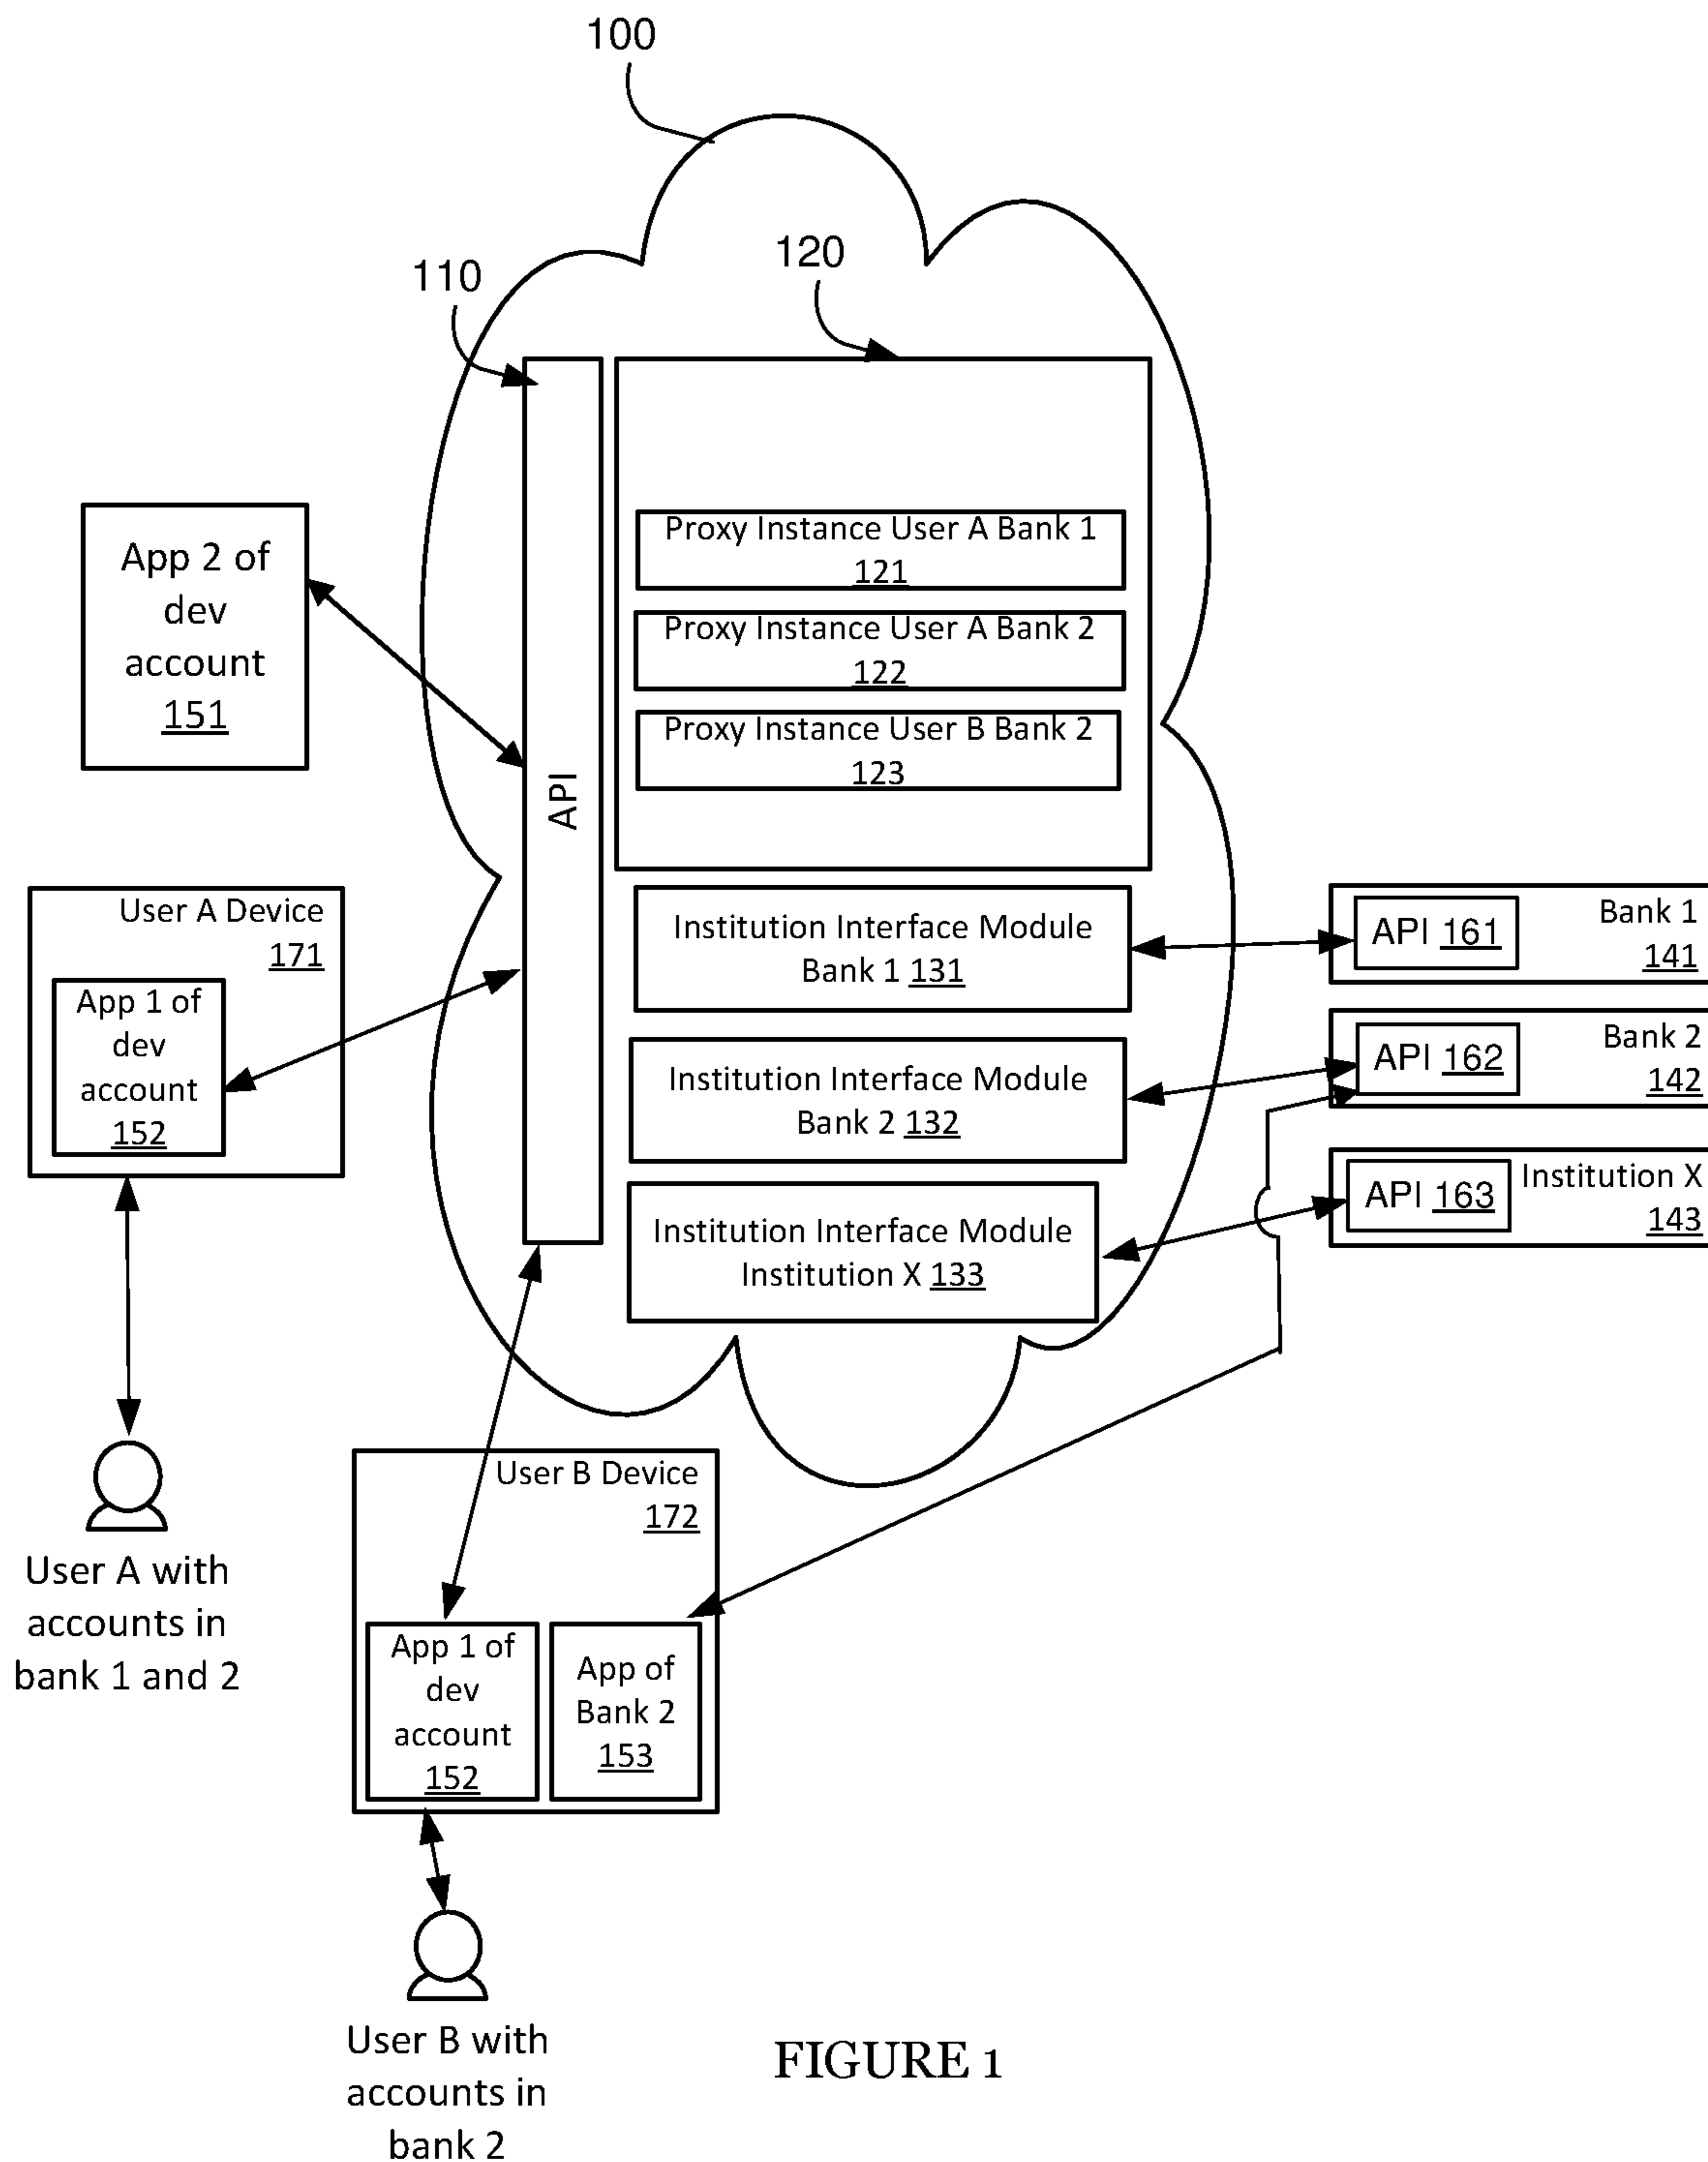 100
120
110
Proxy Instance User A Bank 1
121
Proxy Instance User A Bank 2
122
Proxy Instance User B Bank 2
123
App 2 of
dev
account
151
API
User A Device
171
App 1 of
dev
account
152
Institution Interface Module
Bank 1 131
Institution Interface Module
Bank 2 132
Institution Interface Module
Institution X 133
API 161
Bank 1
141
API 162
Bank 2
142
API 163
Institution X
143
User A with
accounts in
bank 1 and 2
User B Device
172
App 1 of
dev
account
152
App of
Bank 2
153
User B with
accounts in
bank 2
FIGURE 1